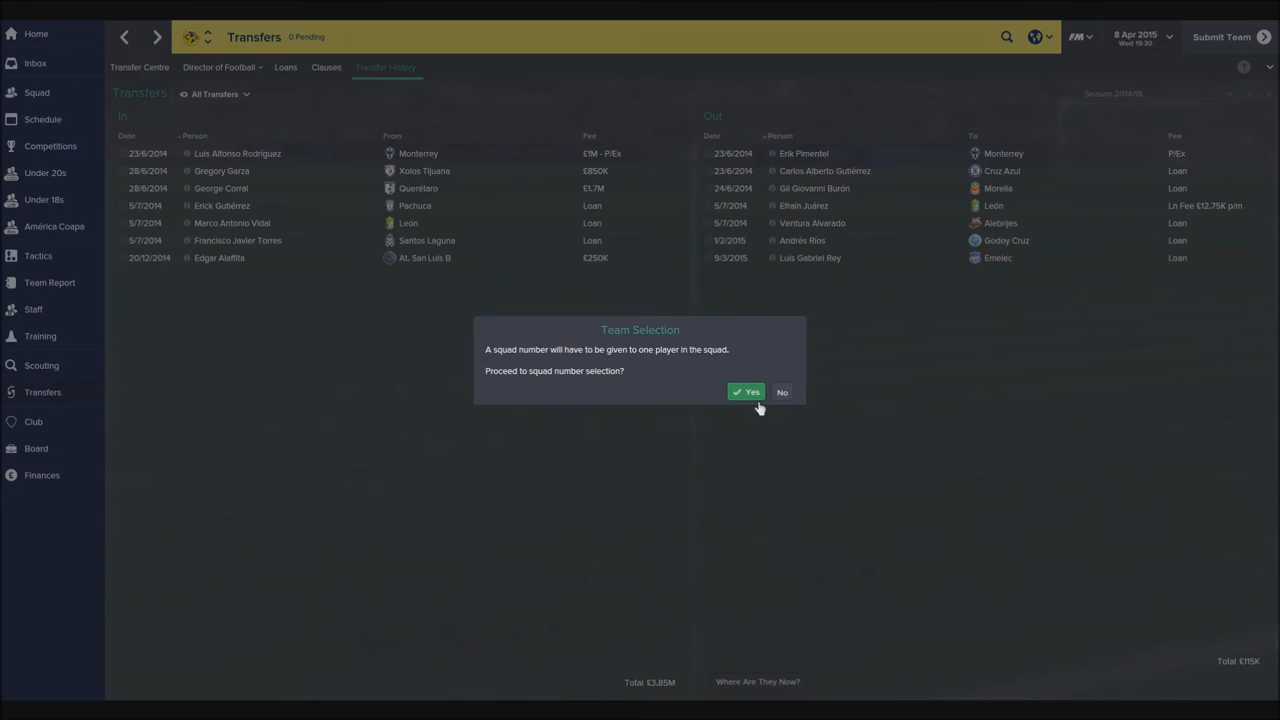 Home
Inbox
Squad
Schedule
Competitions
Under 20s
Under 18s
América Coapa
Tactics
Team Report
Staff
Training
Scouting
Transfers
Club
Board
Finances
Transfers 0 Pending
FM
8 Apr 2015
Wed 19:30
Submit Team
Transfer Centre Director of Football Loans Clauses Transfer History
Transfers All Transfers Season 2014/15
In
Date Person From Fee
23/6/2014 Luis Alfonso Rodríguez Monterrey £1M - P/Ex
28/6/2014 Gregory Garza Xolos Tijuana £850K
28/6/2014 George Corral Querétaro £1.7M
5/7/2014 Erick Gutiérrez Pachuca Loan
5/7/2014 Marco Antonio Vidal León Loan
5/7/2014 Francisco Javier Torres Santos Laguna Loan
20/12/2014 Edgar Alaffita At. San Luis B £250K
Total £3.85M
Out
Date Person To Fee
23/6/2014 Erik Pimentel Monterrey P/Ex
23/6/2014 Carlos Alberto Gutiérrez Cruz Azul Loan
24/6/2014 Gil Giovanni Burón Morelia Loan
5/7/2014 Efraín Juárez León Ln Fee £12.75K p/m
5/7/2014 Ventura Alvarado Alebrijes Loan
1/2/2015 Andrés Ríos Godoy Cruz Loan
9/3/2015 Luis Gabriel Rey Emelec Loan
Total £115K
Where Are They Now?
Team Selection
A squad number will have to be given to one player in the squad.
Proceed to squad number selection?
Yes No